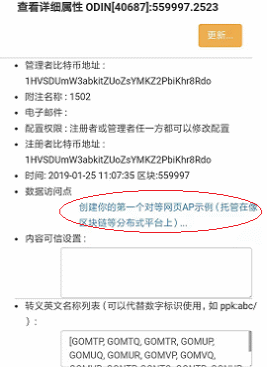 查看详细属性 ODIN[40687]:559997.2523
更新...
• 管理者比特币地址:
1HVSDUmW3abkitZUoZsYMKZ2PbiKhr8Rdo
• 附注名称:1502
• 电子邮件:
• 配置权限:注册者或管理者任一方都可以修改配置
• 注册者比特币地址:
1HVSDUmW3abkitZUoZsYMKZ2PbiKhr8Rdo
• 时间:2019-01-25 11:07:35 区块:559997
• 数据访问点
创建你的第一个对等网页AP示例(托管在像
区块链等分布式平台上)...
• 内容可信设置:
• 转义英文名称列表(可以代替数字标识使用,如 ppk:abc/
):
[GOMTP, GOMTQ, GOMTR, GOMUP,
GOMUQ, GOMUR, GOMVP, GOMVQ,